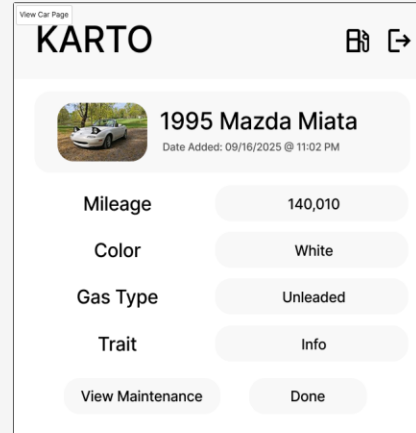 View Car Page
KARTO
1995 Mazda Miata
Date Added: 09/16/2025 @ 11:02 PM
Mileage 140,010
Color White
Gas Type Unleaded
Trait Info
View Maintenance Done